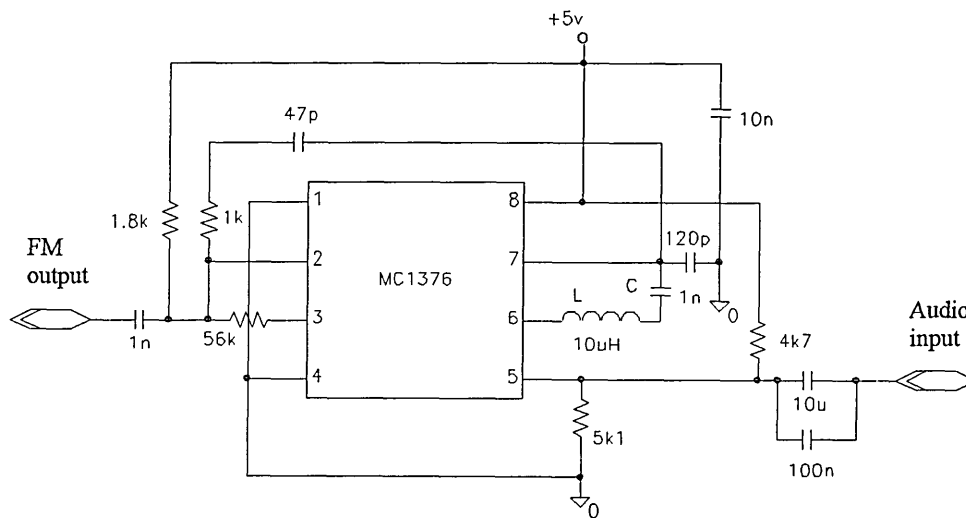 +5v
47p
10n
1
8
1.8k
1k
120p
FM
output
2
7
MC1376
C
1n
0
L
3
6
1n
56k
10uH
4k7
Audio
input
4
5
10u
5k1
100n
0